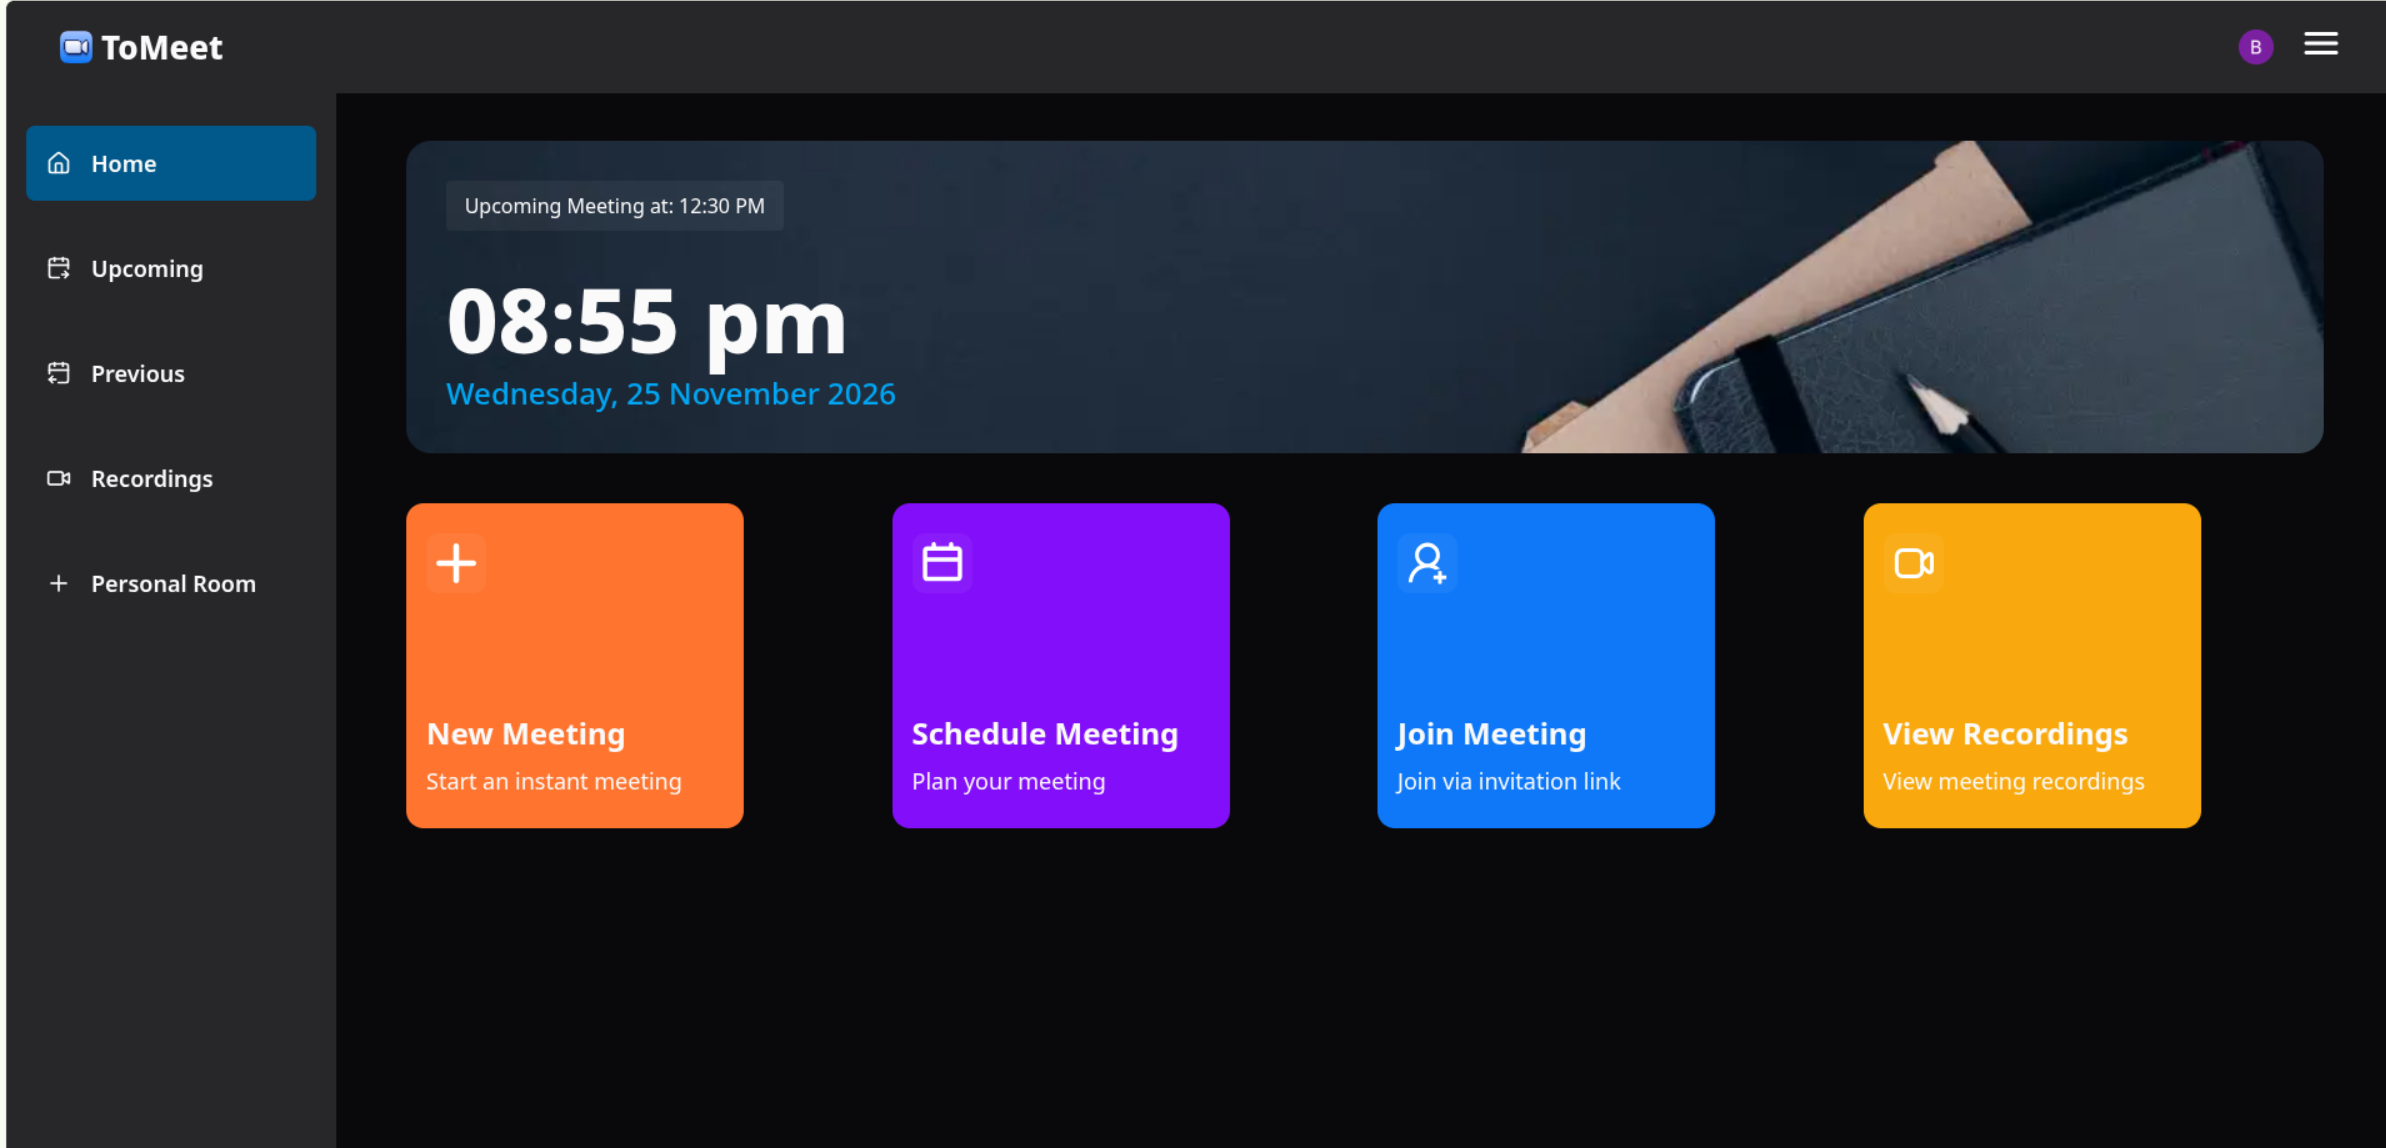 ToMeet
B
Home
Upcoming
Previous
Recordings
Personal Room
Upcoming Meeting at: 12:30 PM
08:55 pm
Wednesday, 25 November 2026
New Meeting
Start an instant meeting
Schedule Meeting
Plan your meeting
Join Meeting
Join via invitation link
View Recordings
View meeting recordings